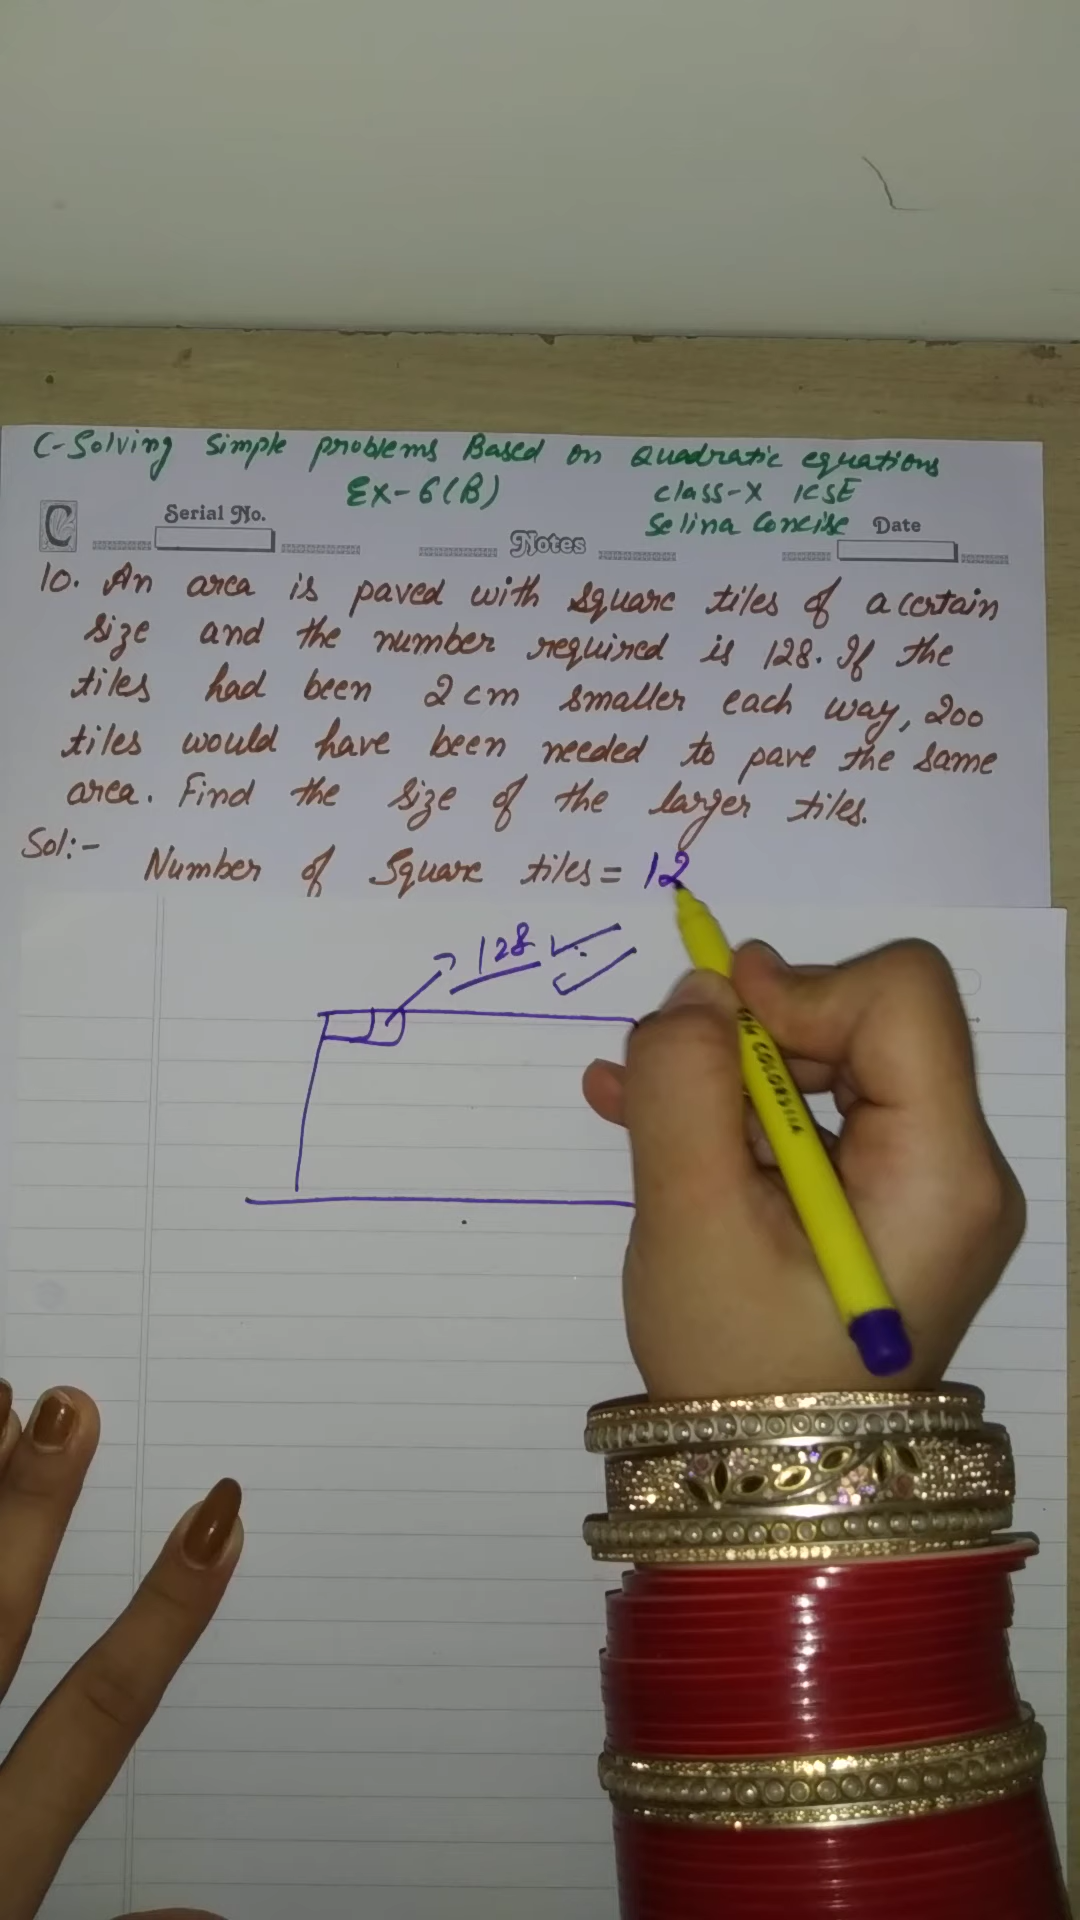 C-Solving Simple problems Based on Quadratic equations
Ex-6(B)
Class-X ICSE
Selina Concise
C
Serial No.
Notes
Date
10. An area is paved with square tiles of a certain
size and the number required is 128. If the
tiles had been 2 cm smaller each way, 200
tiles would have been needed to pave the same
area. Find the size of the larger tiles.
Sol:-
Number of Square tiles = 12
128